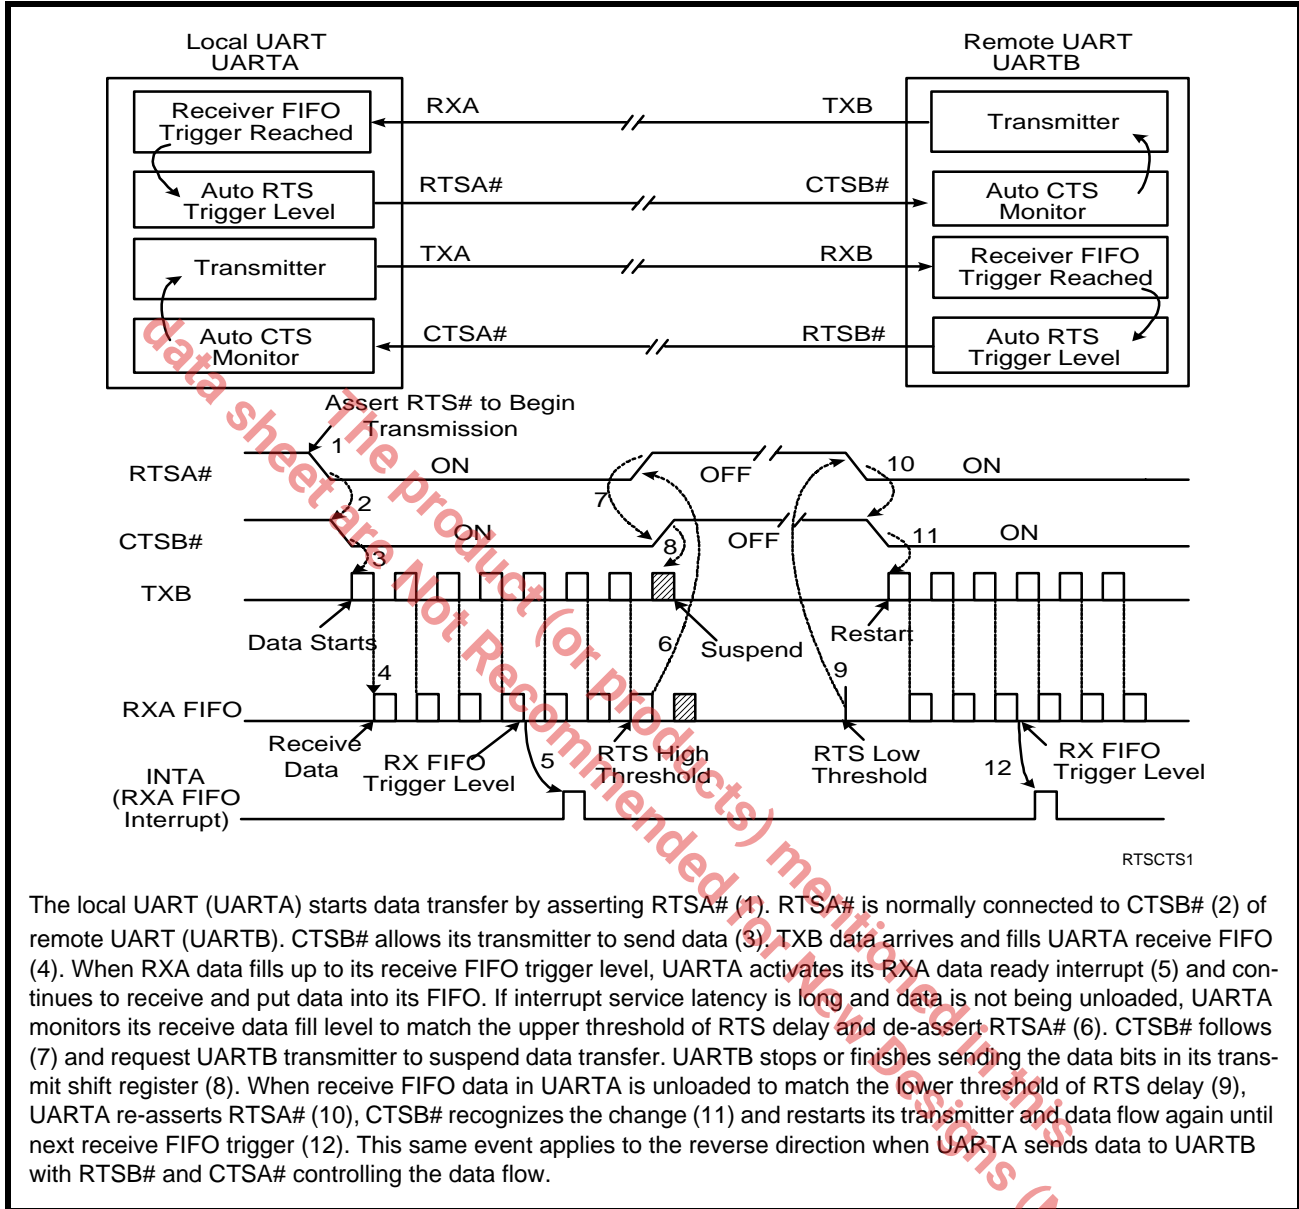 Local UART
UARTA
Remote UART
UARTB
Receiver FIFO
Trigger Reached
RXA
TXB
Transmitter
Auto RTS
Trigger Level
RTSA#
CTSB#
Auto CTS
Monitor
Transmitter
TXA
RXB
Receiver FIFO
Trigger Reached
Auto CTS
Monitor
CTSA#
RTSB#
Auto RTS
Trigger Level
Assert RTS# to Begin
Transmission
RTSA#
1
ON
7
OFF
10
ON
CTSB#
2
ON
8
OFF
11
ON
TXB
3
Data Starts
6
Suspend
Restart
RXA FIFO
4
9
Receive
Data
RX FIFO
Trigger Level
5
RTS High
Threshold
RTS Low
Threshold
12
RX FIFO
Trigger Level
INTA
(RXA FIFO
Interrupt)
RTSCTS1
The local UART (UARTA) starts data transfer by asserting RTSA# (1). RTSA# is normally connected to CTSB# (2) of
remote UART (UARTB). CTSB# allows its transmitter to send data (3). TXB data arrives and fills UARTA receive FIFO
(4). When RXA data fills up to its receive FIFO trigger level, UARTA activates its RXA data ready interrupt (5) and con-
tinues to receive and put data into its FIFO. If interrupt service latency is long and data is not being unloaded, UARTA
monitors its receive data fill level to match the upper threshold of RTS delay and de-assert RTSA# (6). CTSB# follows
(7) and request UARTB transmitter to suspend data transfer. UARTB stops or finishes sending the data bits in its trans-
mit shift register (8). When receive FIFO data in UARTA is unloaded to match the lower threshold of RTS delay (9),
UARTA re-asserts RTSA# (10), CTSB# recognizes the change (11) and restarts its transmitter and data flow again until
next receive FIFO trigger (12). This same event applies to the reverse direction when UARTA sends data to UARTB
with RTSB# and CTSA# controlling the data flow.
The product (or products) mentioned in this
data sheet are Not Recommended for New Designs (